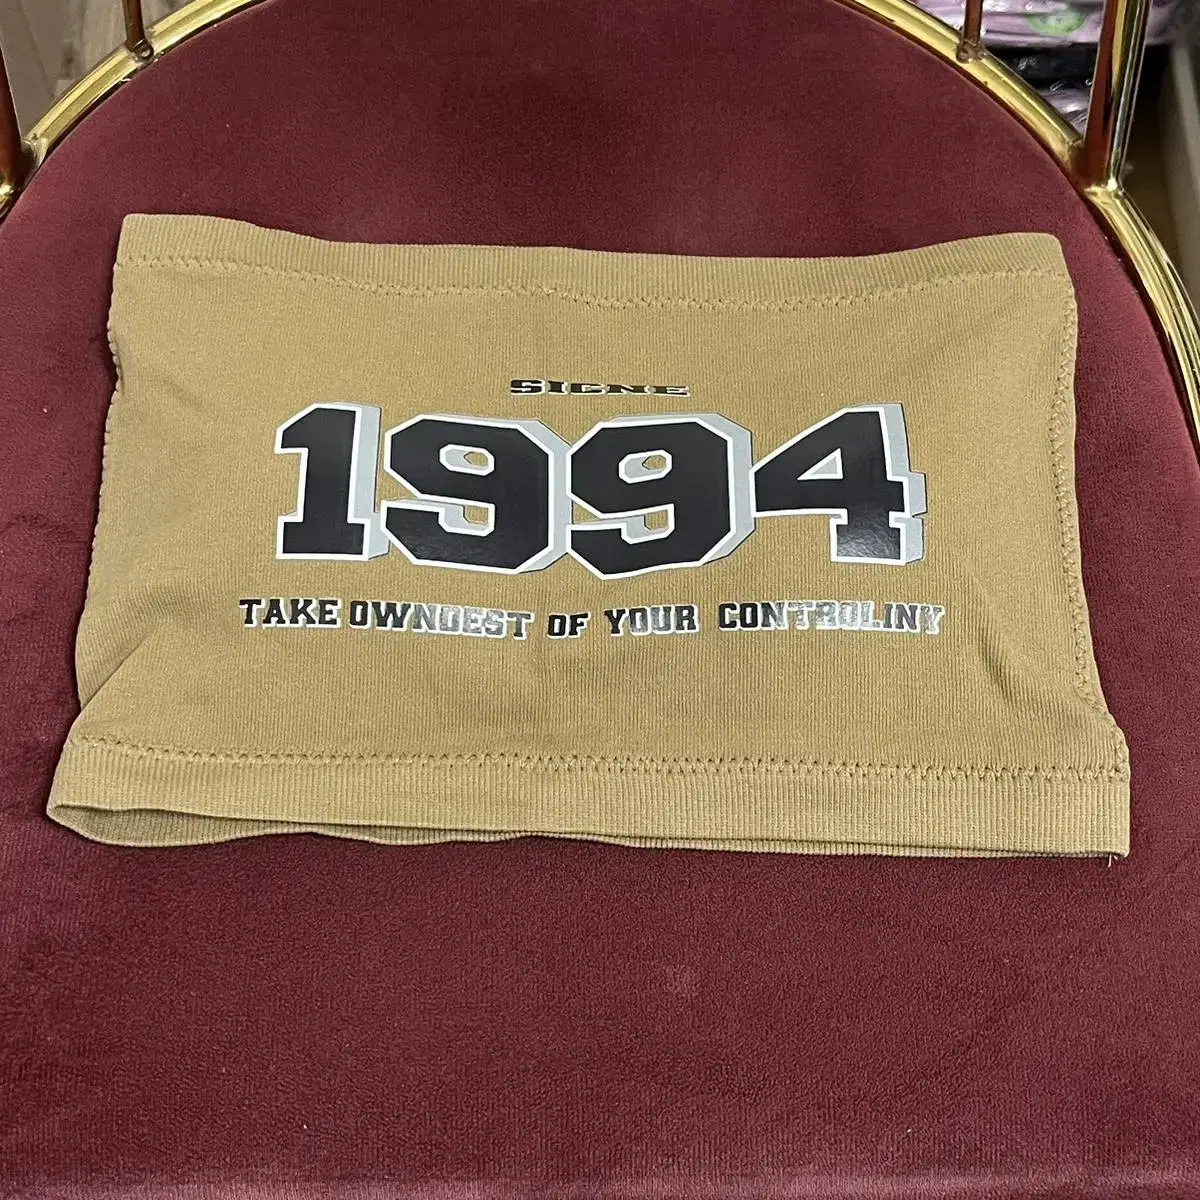 SIGNE
1994
TAKE OWNDEST OF YOUR CONTROLINY